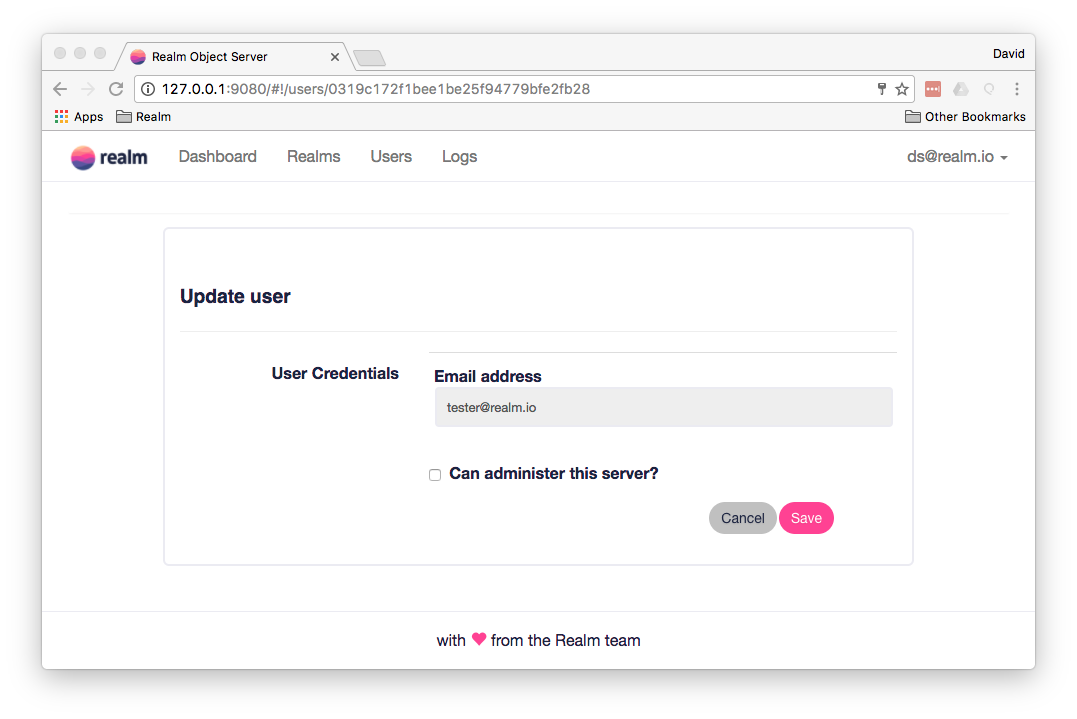 Realm Object Server
David
127.0.0.1:9080/#!/users/0319c172f1bee1be25f94779bfe2fb28
Apps Realm Other Bookmarks
realm Dashboard Realms Users Logs ds@realm.io
Update user
User Credentials
Email address
tester@realm.io
Can administer this server?
Cancel Save
with ♥ from the Realm team